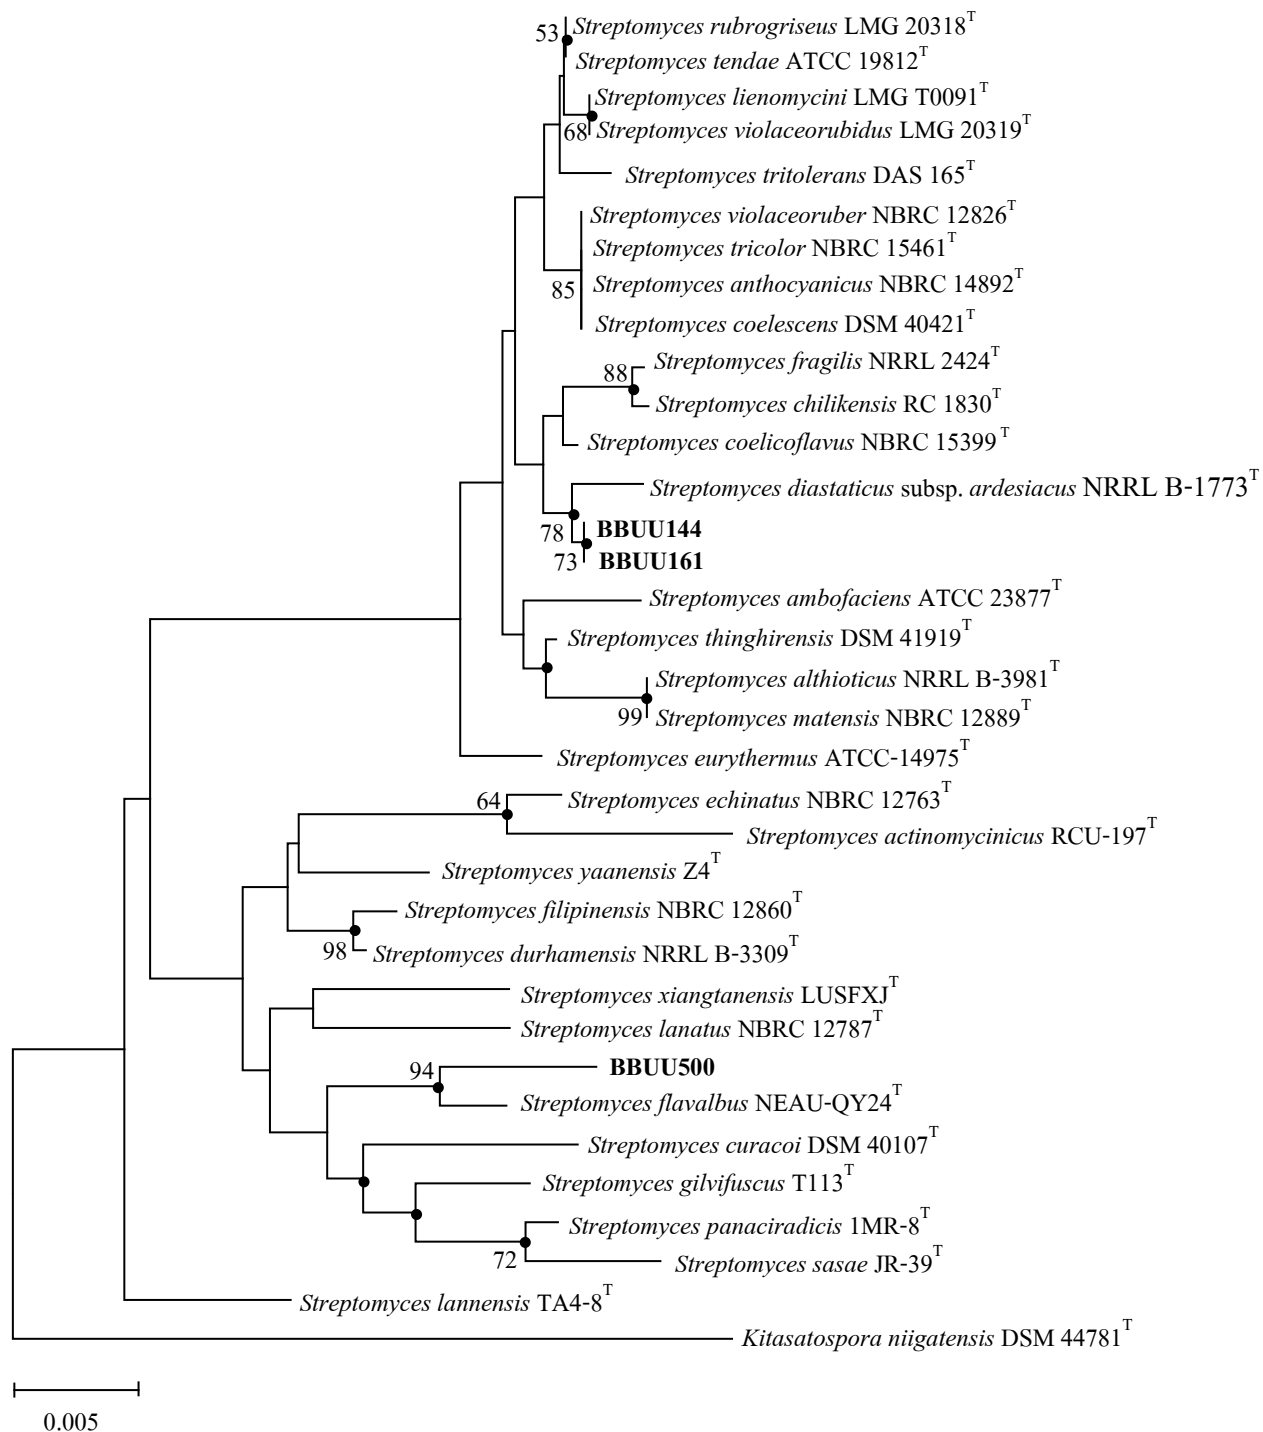 53
Streptomyces rubrogriseus LMG 20318T
Streptomyces tendae ATCC 19812T
Streptomyces lienomycini LMG T0091T
68
Streptomyces violaceorubidus LMG 20319T
Streptomyces tritolerans DAS 165T
Streptomyces violaceoruber NBRC 12826T
Streptomyces tricolor NBRC 15461T
Streptomyces anthocyanicus NBRC 14892T
85
Streptomyces coelescens DSM 40421T
Streptomyces fragilis NRRL 2424T
88
Streptomyces chilikensis RC 1830T
Streptomyces coelicoflavus NBRC 15399 T
Streptomyces diastaticus subsp. ardesiacus NRRL B-1773T
78
BBUU144
73
BBUU161
Streptomyces ambofaciens ATCC 23877T
Streptomyces thinghirensis DSM 41919T
Streptomyces althioticus NRRL B-3981T
99
Streptomyces matensis NBRC 12889T
Streptomyces eurythermus ATCC-14975T
64
Streptomyces echinatus NBRC 12763T
Streptomyces actinomycinicus RCU-197T
Streptomyces yaanensis Z4T
Streptomyces filipinensis NBRC 12860T
98
Streptomyces durhamensis NRRL B-3309T
Streptomyces xiangtanensis LUSFXJT
Streptomyces lanatus NBRC 12787T
94
BBUU500
Streptomyces flavalbus NEAU-QY24T
Streptomyces curacoi DSM 40107T
Streptomyces gilvifuscus T113T
Streptomyces panaciradicis 1MR-8T
72
Streptomyces sasae JR-39T
Streptomyces lannensis TA4-8T
Kitasatospora niigatensis DSM 44781T
0.005